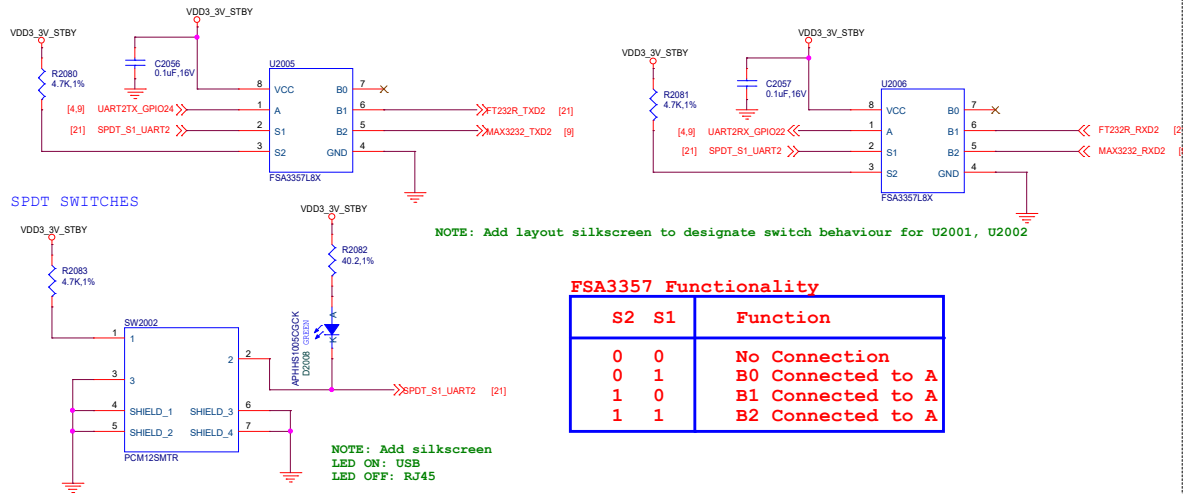 VDD3_3V_STBY
VDD3_3V_STBY
R2080
4.7K,1%
C2056
0.1uF,16V
U2005
8 VCC B0 7
[4,9] UART2TX_GPIO24 1 A B1 6 FT232R_TXD2 [21]
[21] SPDT_S1_UART2 2 S1 B2 5 MAX3232_TXD2 [9]
3 S2 GND 4
FSA3357L8X
VDD3_3V_STBY
VDD3_3V_STBY
R2081
4.7K,1%
C2057
0.1uF,16V
U2006
8 VCC B0 7
[4,9] UART2RX_GPIO22 1 A B1 6 FT232R_RXD2
[21] SPDT_S1_UART2 2 S1 B2 5 MAX3232_RXD2
3 S2 GND 4
FSA3357L8X
SPDT SWITCHES
NOTE: Add layout silkscreen to designate switch behaviour for U2001, U2002
VDD3_3V_STBY
R2083
4.7K,1%
VDD3_3V_STBY
R2082
40.2,1%
SW2002
1 1
2 2
3 3
4 SHIELD_1 SHIELD_3 6
5 SHIELD_2 SHIELD_4 7
PCM12SMTR
APHHS1005CGCK
D2008 GREEN
A
K
SPDT_S1_UART2 [21]
NOTE: Add silkscreen
LED ON: USB
LED OFF: RJ45
FSA3357 Functionality
S2 S1 Function
0 0 No Connection
0 1 B0 Connected to A
1 0 B1 Connected to A
1 1 B2 Connected to A